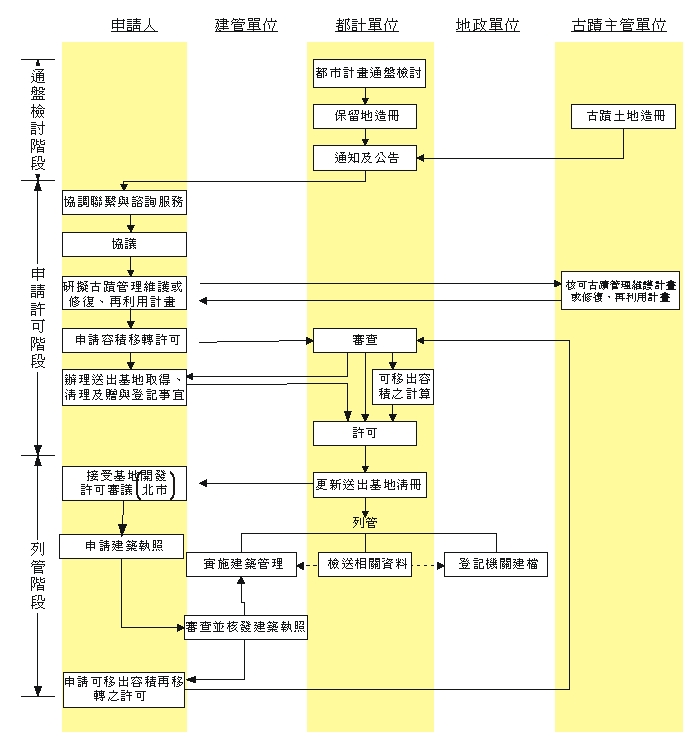 申請人 建管單位 都計單位 地政單位 古蹟主管單位
通盤檢討階段
都市計畫通盤檢討
保留地造冊
古蹟土地造冊
通知及公告
申請許可階段
協調聯繫與諮詢服務
協議
研擬古蹟管理維護或
修復、再利用計畫
核可古蹟管理維護計畫
或修復、再利用計畫
申請容積移轉許可
審查
辦理送出基地取得、
清理及贈與登記事宜
可移出容
積之計算
許可
列管階段
接受基地開發
許可審議(北市)
更新送出基地清冊
列管
申請建築執照
實施建築管理
檢送相關資料
登記機關建檔
審查並核發建築執照
申請可移出容積再移
轉之許可